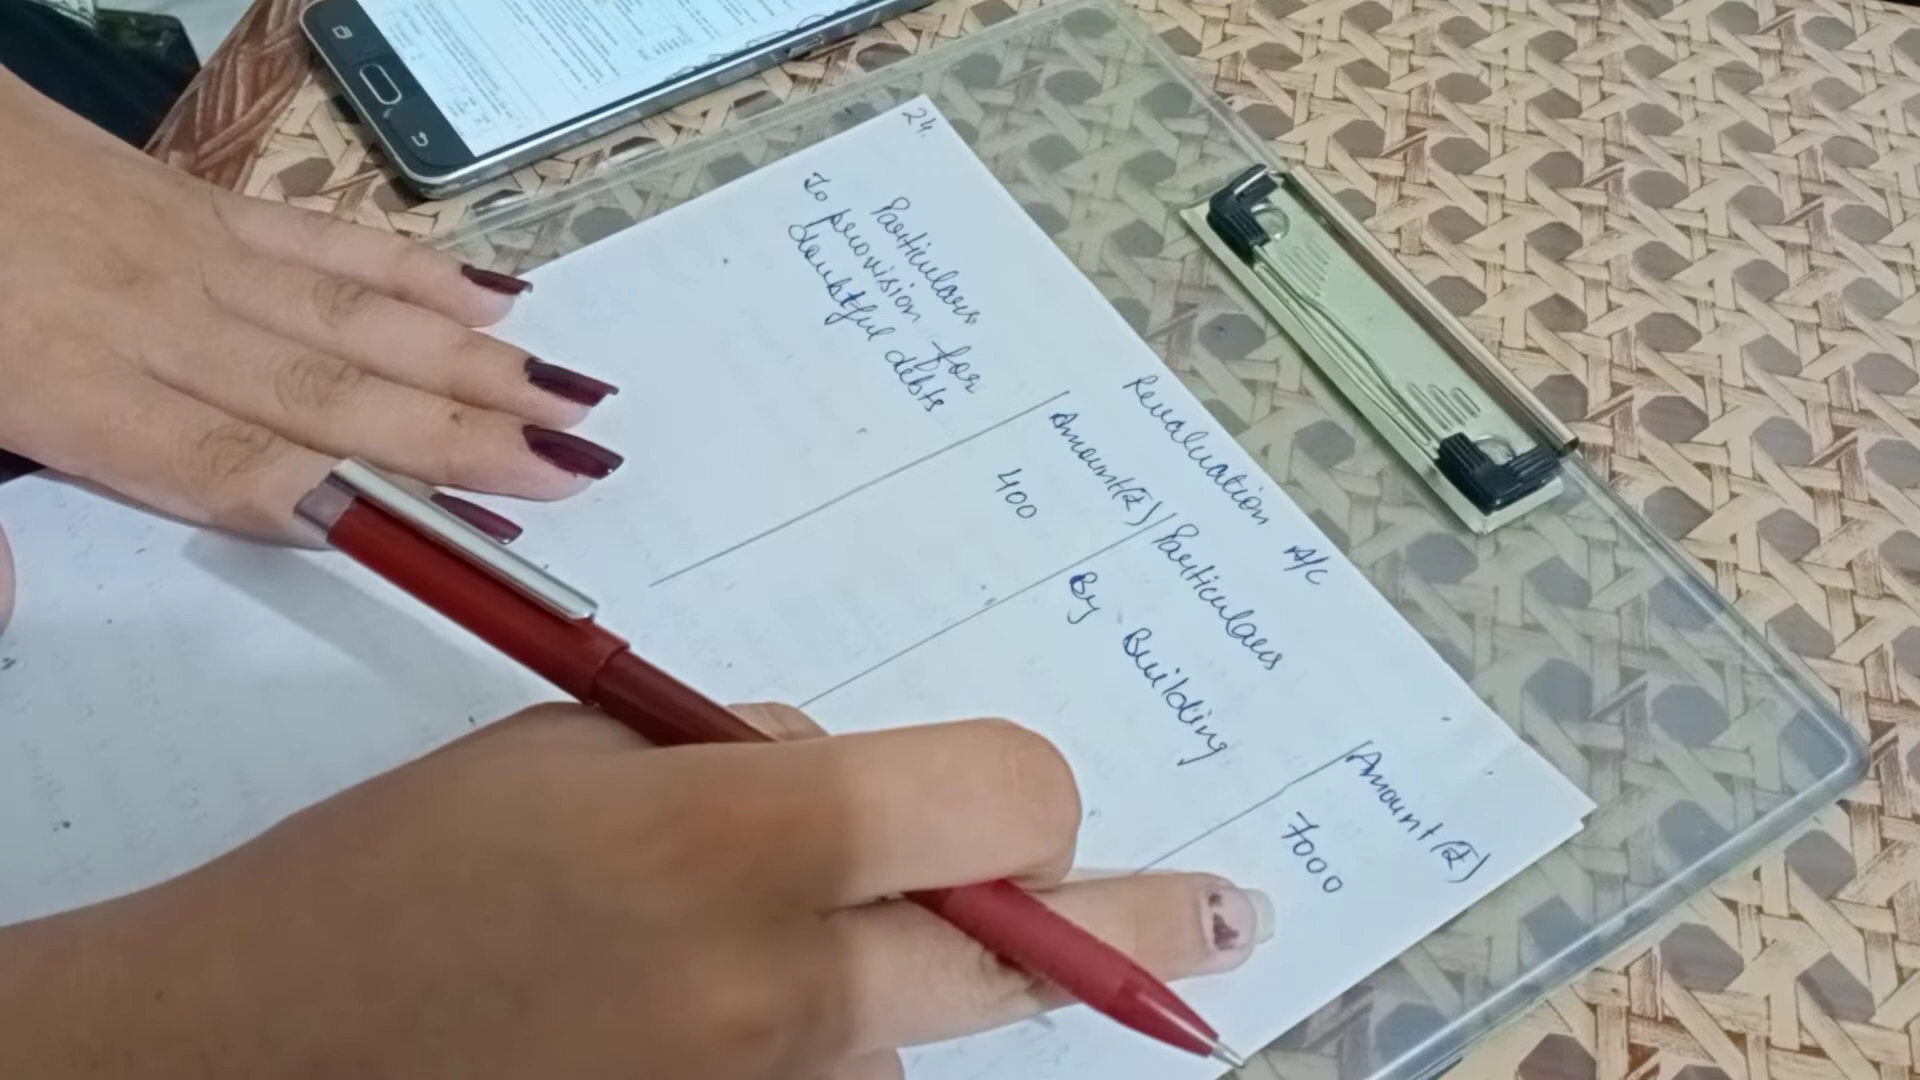 24.
Revaluation A/c
Particulars Amount(₹) Particulars Amount(₹)
To provision for 400 By Building 7000
doubtful debts